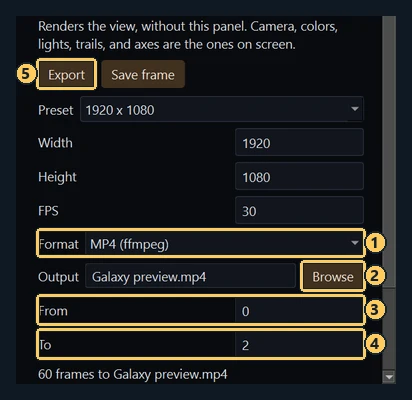 Renders the view, without this panel. Camera, colors,
lights, trails, and axes are the ones on screen.
5 Export Save frame
Preset 1920 x 1080
Width 1920
Height 1080
FPS 30
Format MP4 (ffmpeg) 1
Output Galaxy preview.mp4 Browse 2
From 0 3
To 2 4
60 frames to Galaxy preview.mp4